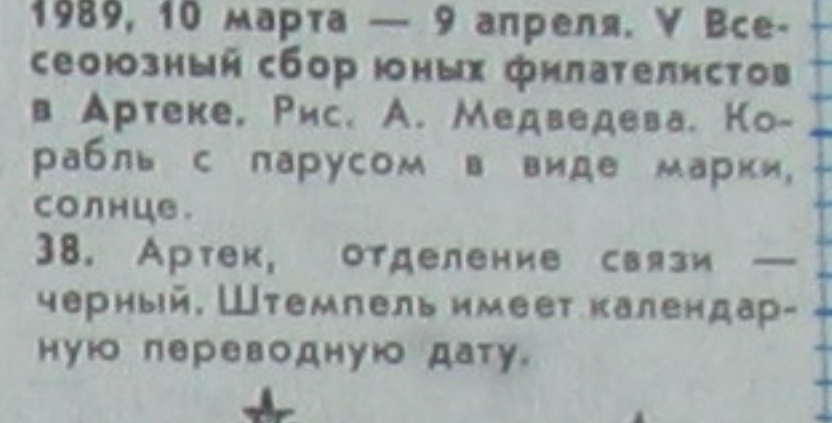 1989, 10 марта — 9 апреля. V Все-
сеоюзный сбор юных филателистов
в Артеке. Рис. А. Медведева. Ко-
рабль с парусом в виде марки,
солнце.
38. Артек, отделение связи —
черный. Штемпель имеет календар-
ную переводную дату.